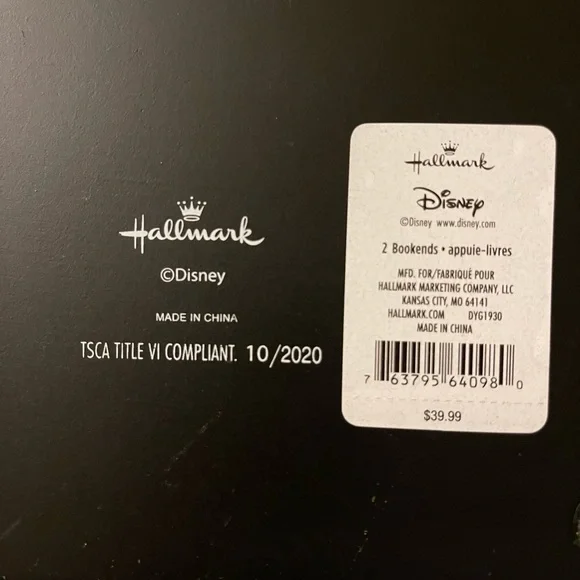 Hallmark
©Disney
MADE IN CHINA
TSCA TITLE VI COMPLIANT. 10/2020
Hallmark
Disney
©Disney www.disney.com
2 Bookends • appuie-livres
MFD. FOR/FABRIQUÉ POUR
HALLMARK MARKETING COMPANY, LLC
KANSAS CITY, MO 64141
HALLMARK.COM DYG1930
MADE IN CHINA
7 63795 64098 0
$39.99